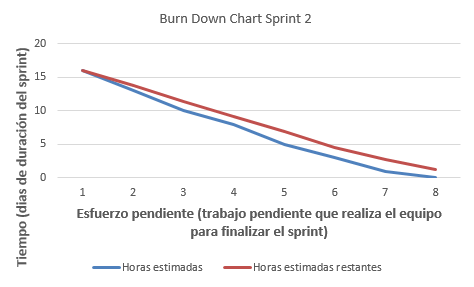 Burn Down Chart Sprint 2
Tiempo (dias de duración del sprint)
20
15
10
5
0
1 2 3 4 5 6 7 8
Esfuerzo pendiente (trabajo pendiente que realiza el equipo
para finalizar el sprint)
Horas estimadas Horas estimadas restantes